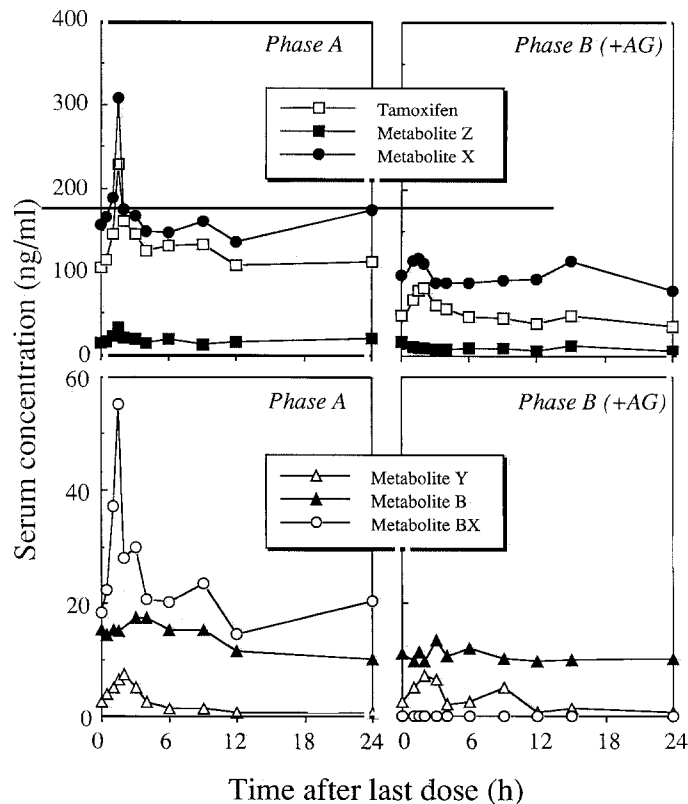 400
Phase A
Phase B (+AG)
300
Tamoxifen
Metabolite Z
Metabolite X
200
100
0
Serum concentration (ng/ml)
60
Phase A
Phase B (+AG)
Metabolite Y
Metabolite B
Metabolite BX
40
20
0
0 6 12 24 0 6 12 24
Time after last dose (h)